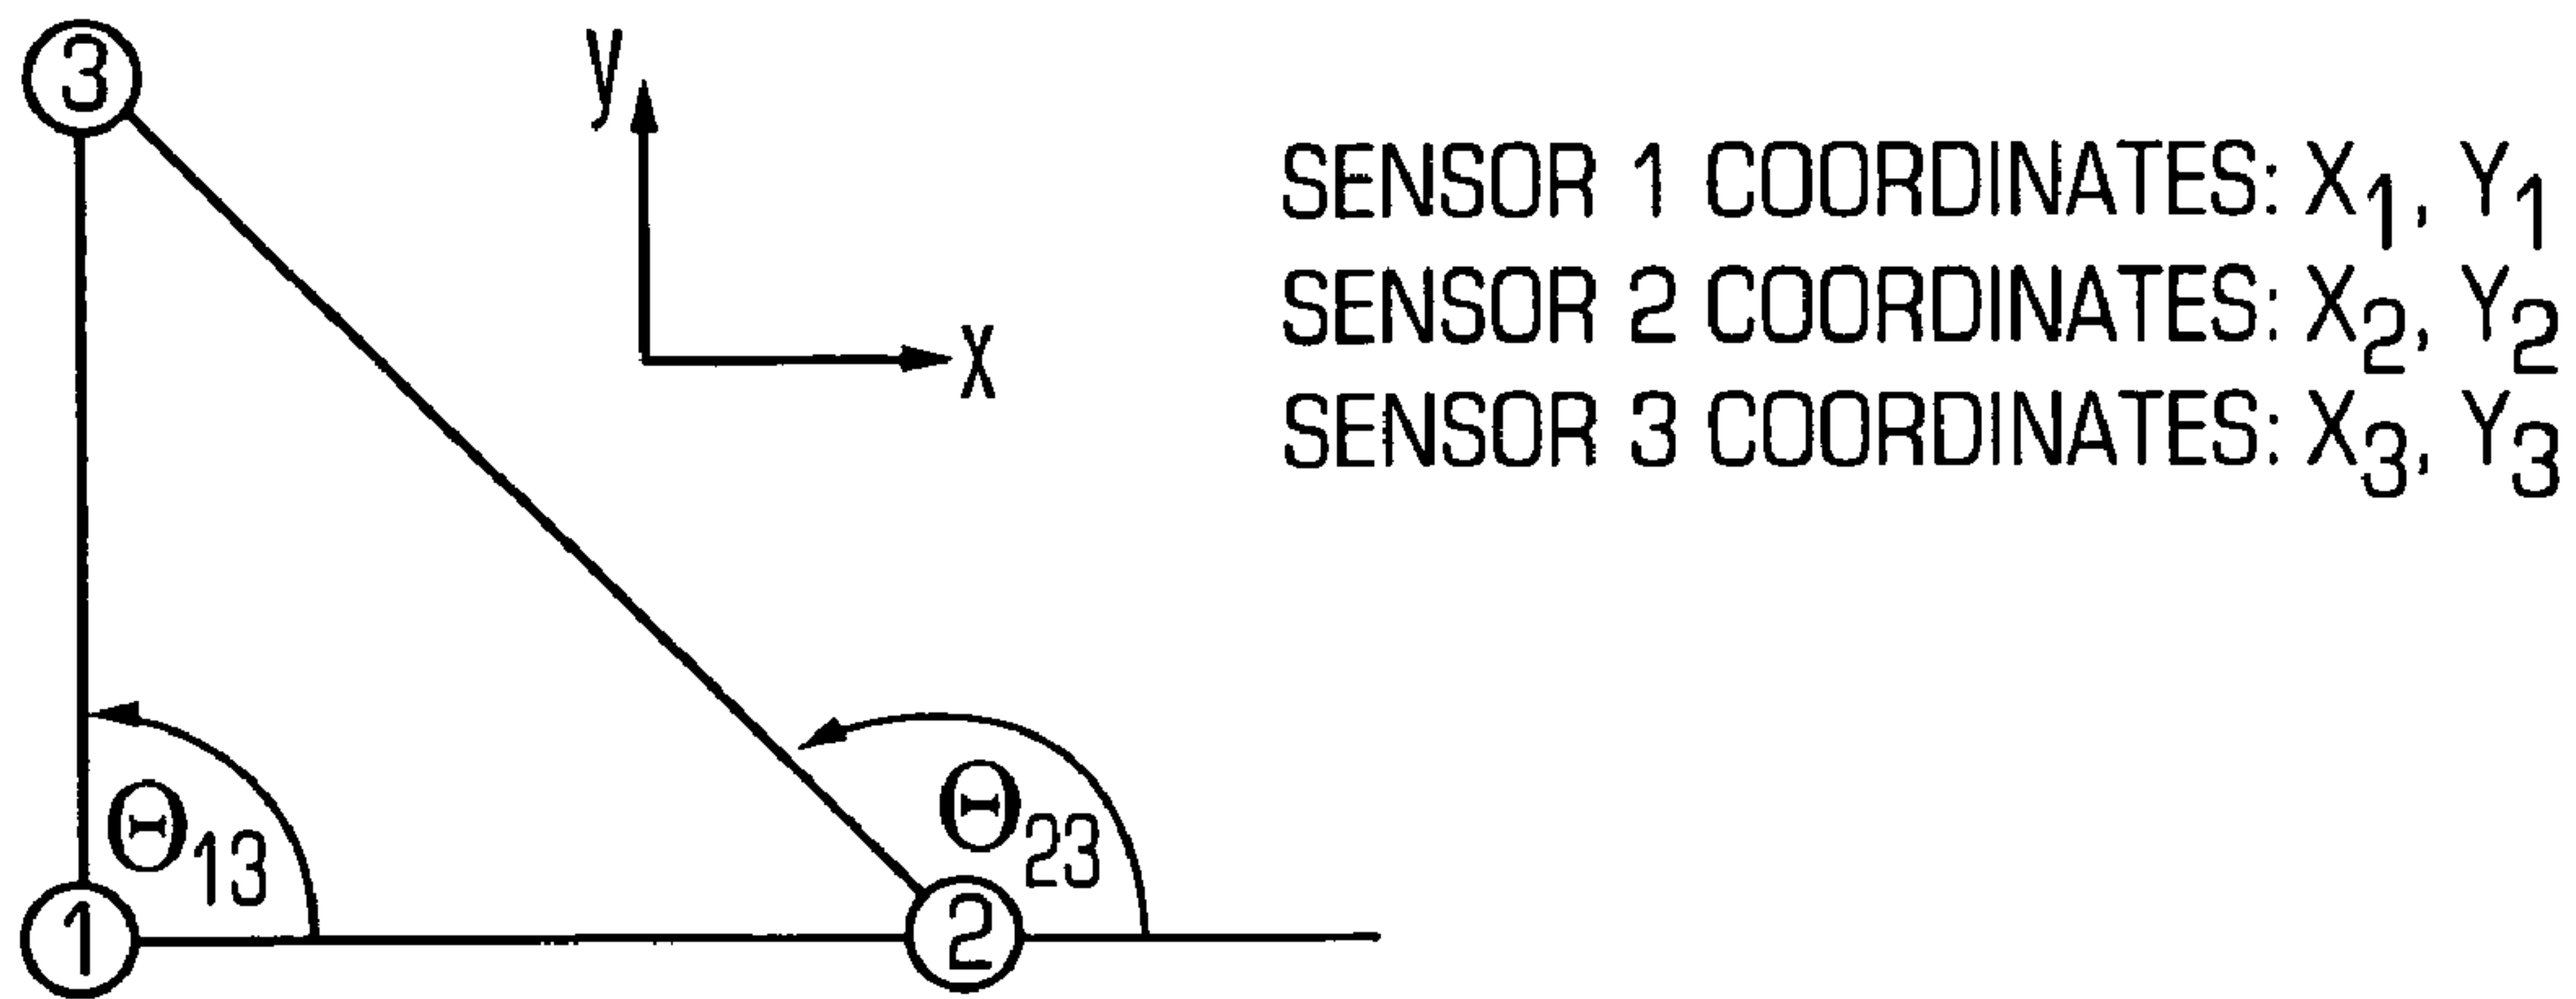 3
y
x
SENSOR 1 COORDINATES: X₁, Y₁
SENSOR 2 COORDINATES: X₂, Y₂
SENSOR 3 COORDINATES: X₃, Y₃
Θ₁₃
Θ₂₃
1
2